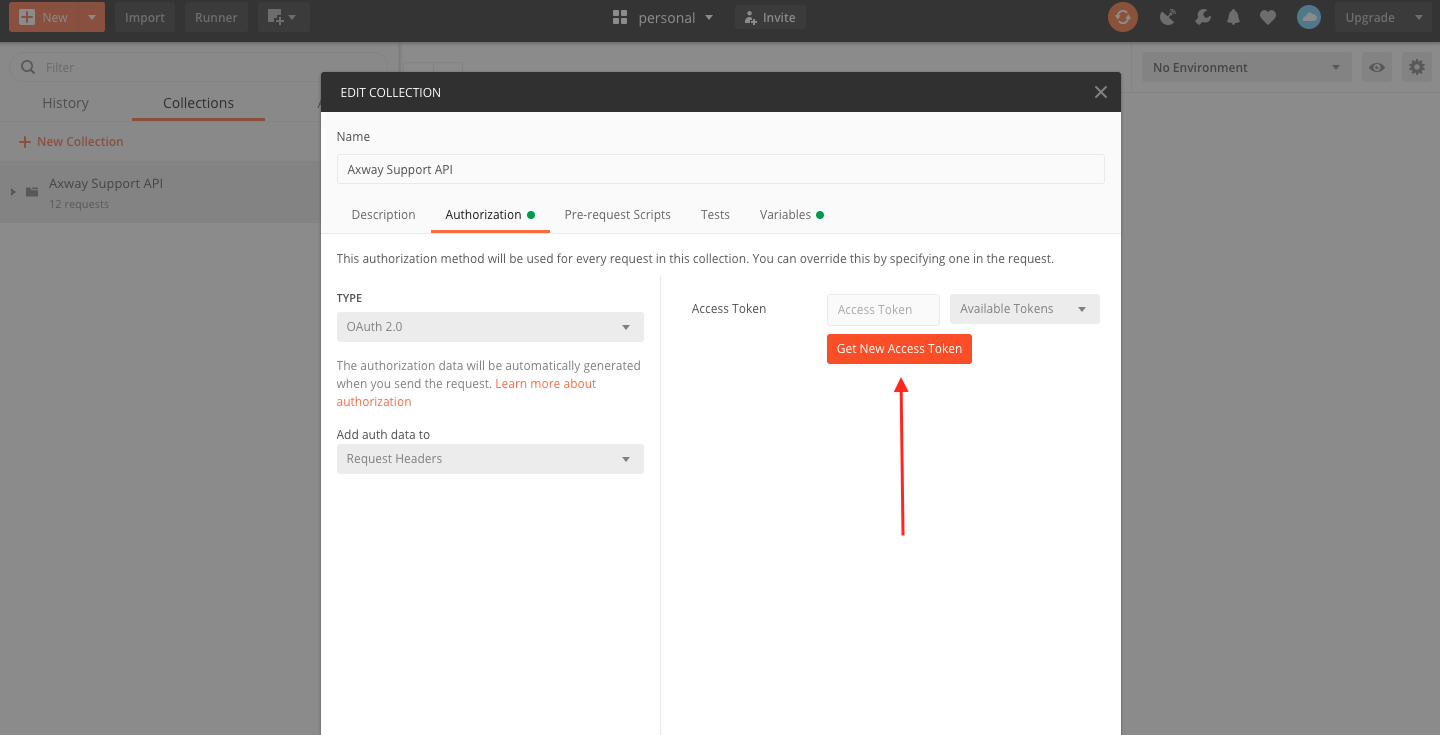 New
Import
Runner
personal
Invite
Upgrade
Filter
No Environment
History
Collections
New Collection
Axway Support API
12 requests
EDIT COLLECTION
Name
Axway Support API
Description
Authorization
Pre-request Scripts
Tests
Variables
This authorization method will be used for every request in this collection. You can override this by specifying one in the request.
TYPE
OAuth 2.0
The authorization data will be automatically generated
when you send the request. Learn more about
authorization
Add auth data to
Request Headers
Access Token
Access Token
Available Tokens
Get New Access Token